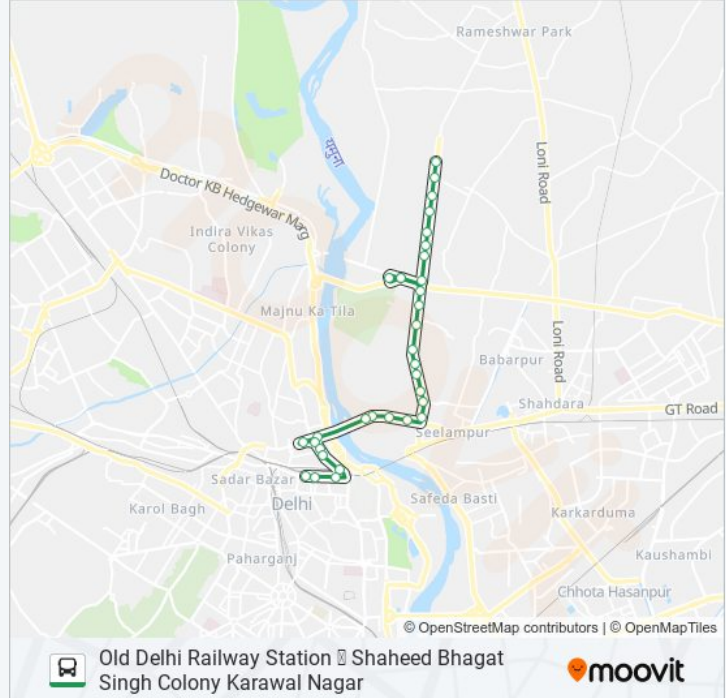 Rameshwar Park
Loni Road
यमुना
Doctor KB Hedgewar Marg
Indira Vikas
Colony
Majnu Ka Tila
Loni Road
Babarpur
Shahdara
GT Road
Seelampur
Sadar Bazar
Delhi
Safeda Basti
Karol Bagh
Karkarduma
Paharganj
Kaushambi
Chhota Hasanpur
© OpenStreetMap contributors | © OpenMapTiles
Old Delhi Railway Station Shaheed Bhagat
Singh Colony Karawal Nagar
moovit